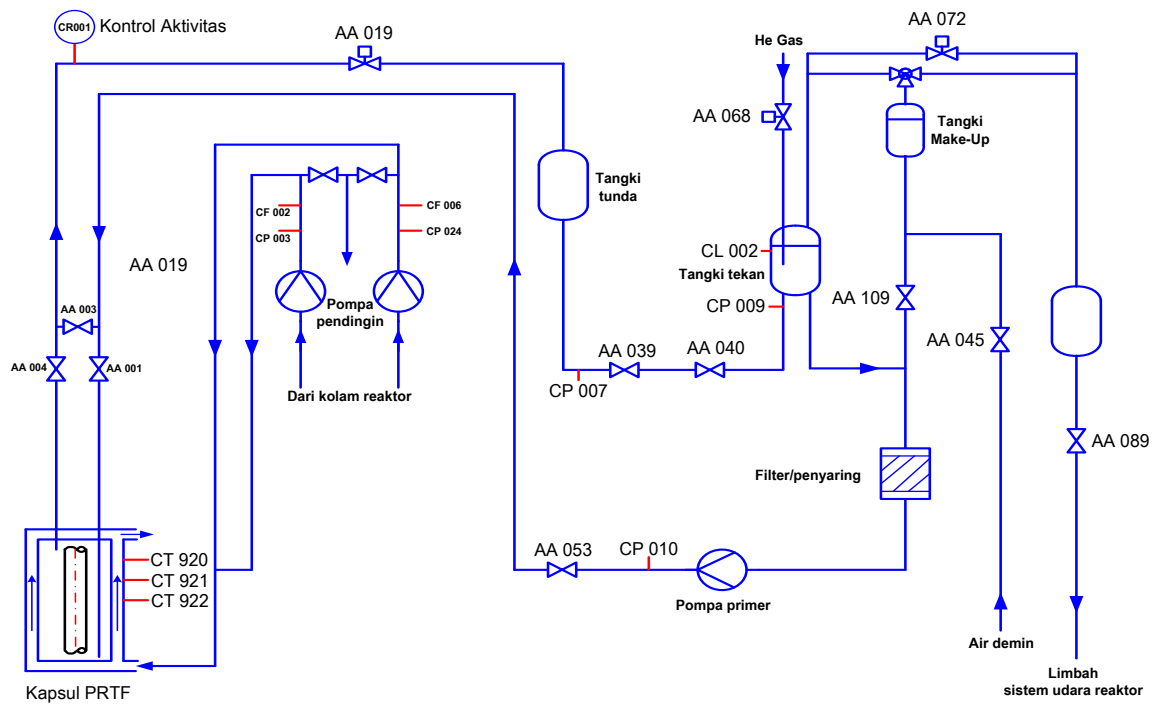 CR001
Kontrol Aktivitas
AA 019
AA 072
He Gas
AA 068
Tangki
Make-Up
Tangki
tunda
CF 002
CF 006
CP 003
CP 024
CL 002
Tangki tekan
AA 019
CP 009
AA 109
Pompa
pendingin
AA 003
AA 039
AA 040
AA 045
AA 004
AA 001
CP 007
Dari kolam reaktor
AA 089
Filter/penyaring
AA 053
CP 010
CT 920
CT 921
CT 922
Pompa primer
Air demin
Limbah
sistem udara reaktor
Kapsul PRTF